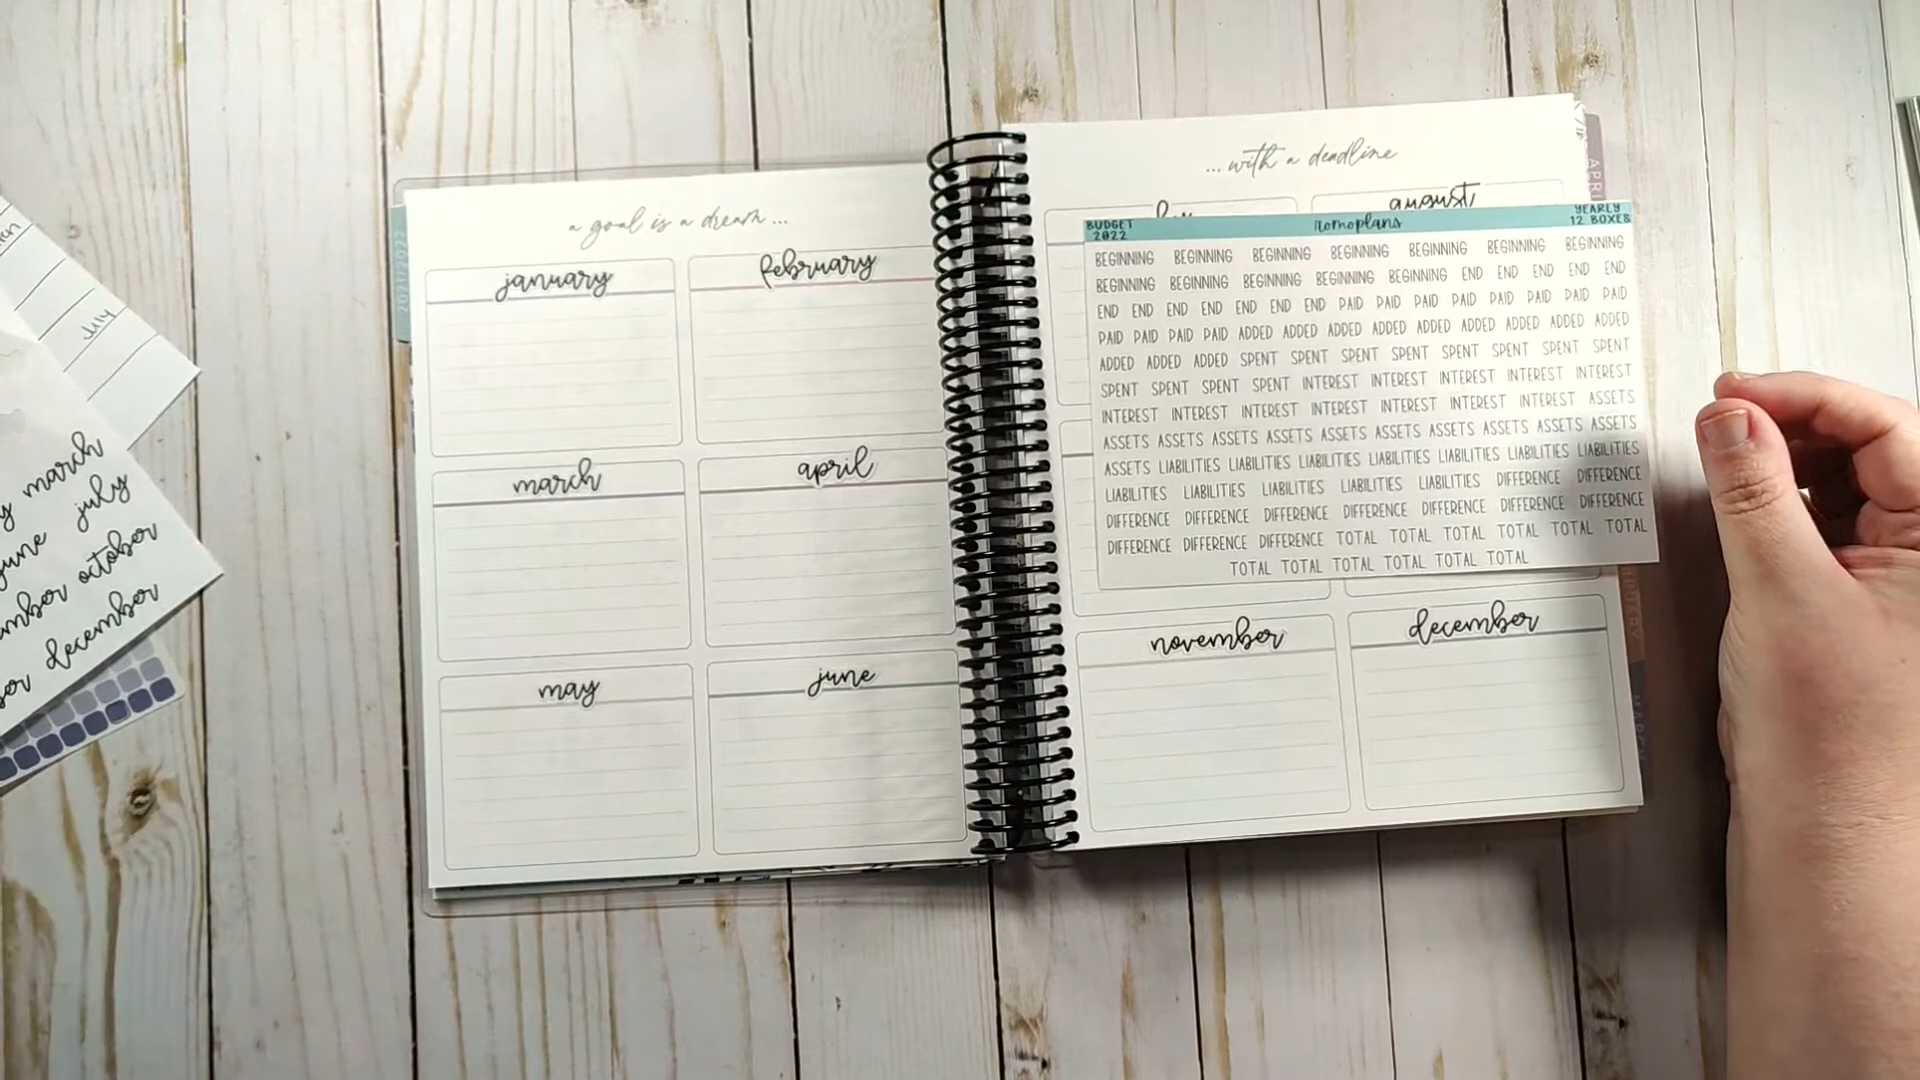 a goal is a dream ...
... with a deadline
january
february
march
april
may
june
august
november
december
2021/2022
APRI
MARCH
BUDGET
2022
romoplans
YEARLY
12 BOXES
BEGINNING BEGINNING BEGINNING BEGINNING BEGINNING BEGINNING BEGINNING
BEGINNING BEGINNING BEGINNING BEGINNING BEGINNING END END END END END
END END END END END END END PAID PAID PAID PAID PAID PAID PAID PAID
PAID PAID PAID PAID ADDED ADDED ADDED ADDED ADDED ADDED ADDED ADDED ADDED
ADDED ADDED ADDED SPENT SPENT SPENT SPENT SPENT SPENT SPENT SPENT
SPENT SPENT SPENT SPENT INTEREST INTEREST INTEREST INTEREST INTEREST
INTEREST INTEREST INTEREST INTEREST INTEREST INTEREST INTEREST ASSETS
ASSETS ASSETS ASSETS ASSETS ASSETS ASSETS ASSETS ASSETS ASSETS ASSETS
ASSETS LIABILITIES LIABILITIES LIABILITIES LIABILITIES LIABILITIES LIABILITIES LIABILITIES
LIABILITIES LIABILITIES LIABILITIES LIABILITIES LIABILITIES DIFFERENCE DIFFERENCE
DIFFERENCE DIFFERENCE DIFFERENCE DIFFERENCE DIFFERENCE DIFFERENCE DIFFERENCE
DIFFERENCE DIFFERENCE DIFFERENCE TOTAL TOTAL TOTAL TOTAL TOTAL TOTAL
TOTAL TOTAL TOTAL TOTAL TOTAL TOTAL
July
march
june july
october
december